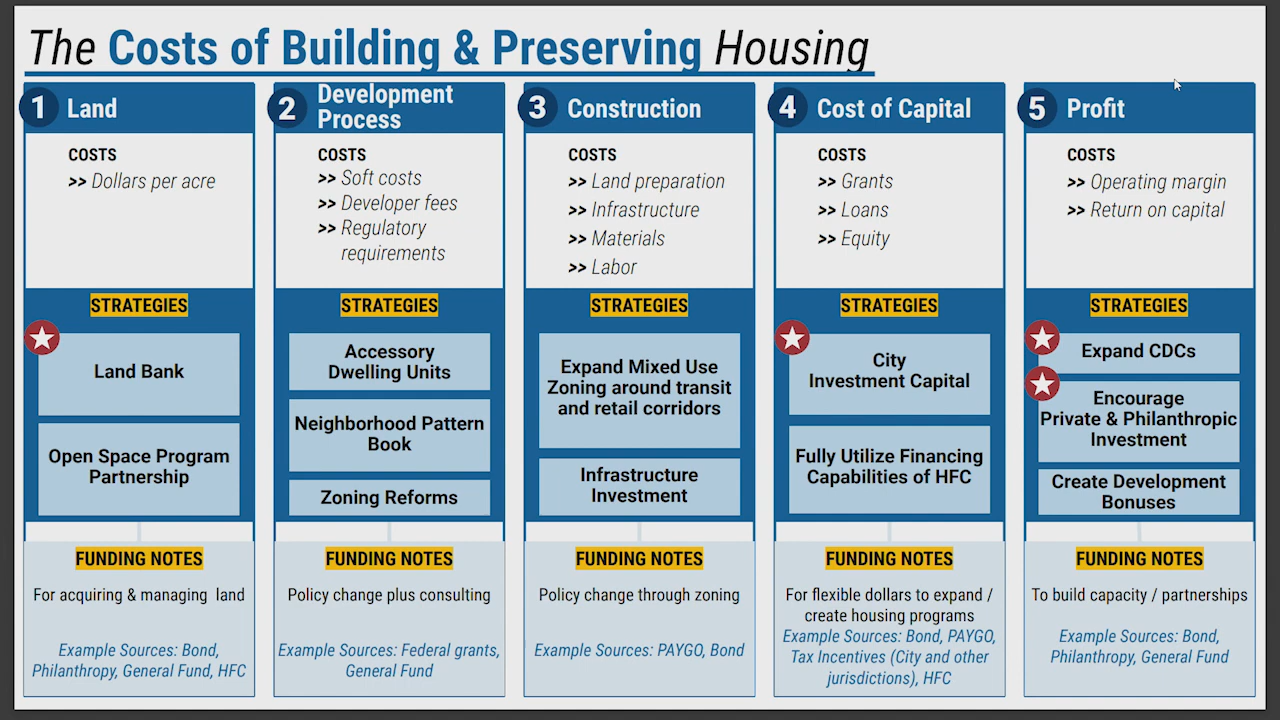 The Costs of Building & Preserving Housing
1 Land
COSTS
>> Dollars per acre
STRATEGIES
Land Bank
Open Space Program
Partnership
FUNDING NOTES
For acquiring & managing land
Example Sources: Bond,
Philanthropy, General Fund, HFC
2 Development
Process
COSTS
>> Soft costs
>> Developer fees
>> Regulatory
requirements
STRATEGIES
Accessory
Dwelling Units
Neighborhood Pattern
Book
Zoning Reforms
FUNDING NOTES
Policy change plus consulting
Example Sources: Federal grants,
General Fund
3 Construction
COSTS
>> Land preparation
>> Infrastructure
>> Materials
>> Labor
STRATEGIES
Expand Mixed Use
Zoning around transit
and retail corridors
Infrastructure
Investment
FUNDING NOTES
Policy change through zoning
Example Sources: PAYGO, Bond
4 Cost of Capital
COSTS
>> Grants
>> Loans
>> Equity
STRATEGIES
City
Investment Capital
Fully Utilize Financing
Capabilities of HFC
FUNDING NOTES
For flexible dollars to expand /
create housing programs
Example Sources: Bond, PAYGO,
Tax Incentives (City and other
jurisdictions), HFC
5 Profit
COSTS
>> Operating margin
>> Return on capital
STRATEGIES
Expand CDCs
Encourage
Private & Philanthropic
Investment
Create Development
Bonuses
FUNDING NOTES
To build capacity / partnerships
Example Sources: Bond,
Philanthropy, General Fund